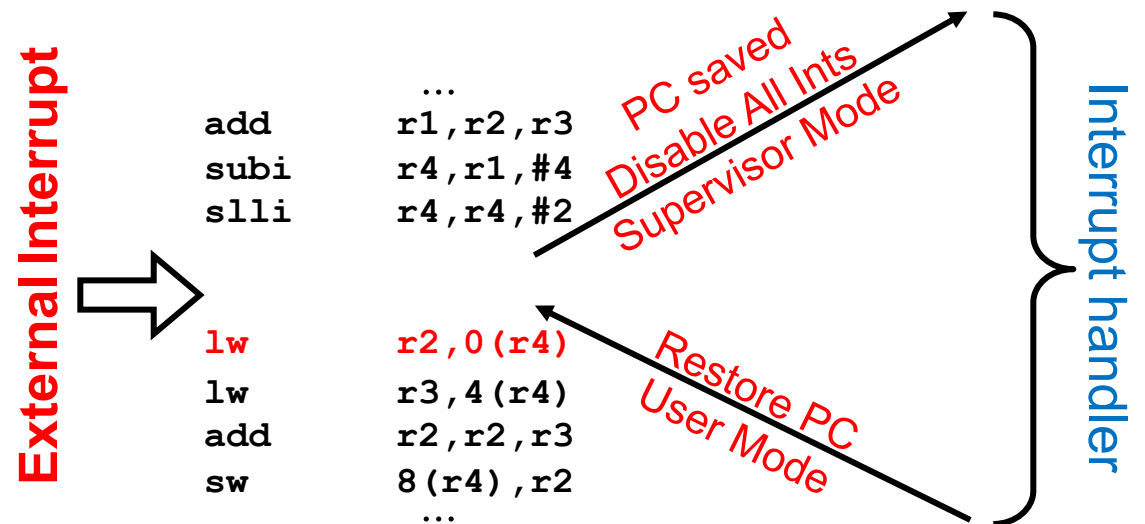 External Interrupt
...
add r1,r2,r3
subi r4,r1,#4
slli r4,r4,#2
PC saved
Disable All Ints
Supervisor Mode
lw r2,0(r4)
lw r3,4(r4)
add r2,r2,r3
sw 8(r4),r2
...
Restore PC
User Mode
Interrupt handler